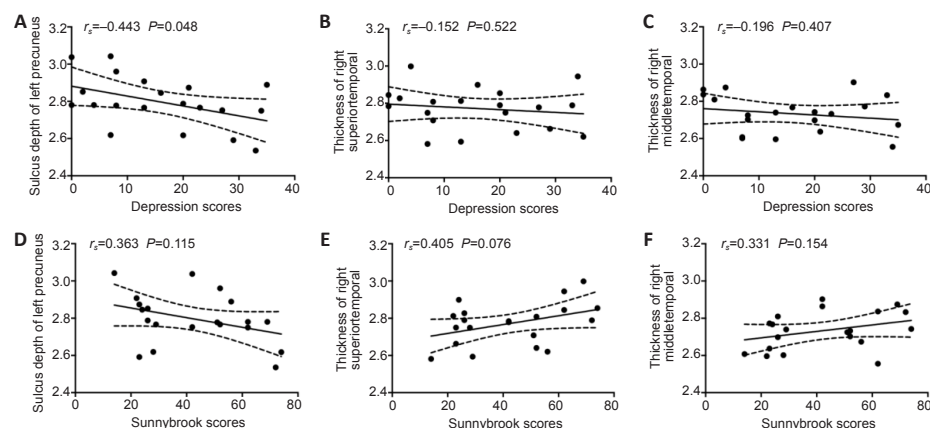 A
r_s=–0.443 P=0.048
Sulcus depth of left precuneus
3.2
3.0
2.8
2.6
2.4
0 10 20 30 40
Depression scores
B
r_s=–0.152 P=0.522
Thickness of right
superiortemporal
3.2
3.0
2.8
2.6
2.4
0 10 20 30 40
Depression scores
C
r_s=–0.196 P=0.407
Thickness of right
middletemporal
3.2
3.0
2.8
2.6
2.4
0 10 20 30 40
Depression scores
D
r_s=0.363 P=0.115
Sulcus depth of left precuneus
3.2
3.0
2.8
2.6
2.4
0 20 40 60 80
Sunnybrook scores
E
r_s=0.405 P=0.076
Thickness of right
superiortemporal
3.2
3.0
2.8
2.6
2.4
0 20 40 60 80
Sunnybrook scores
F
r_s=0.331 P=0.154
Thickness of right
middletemporal
3.2
3.0
2.8
2.6
2.4
0 20 40 60 80
Sunnybrook scores